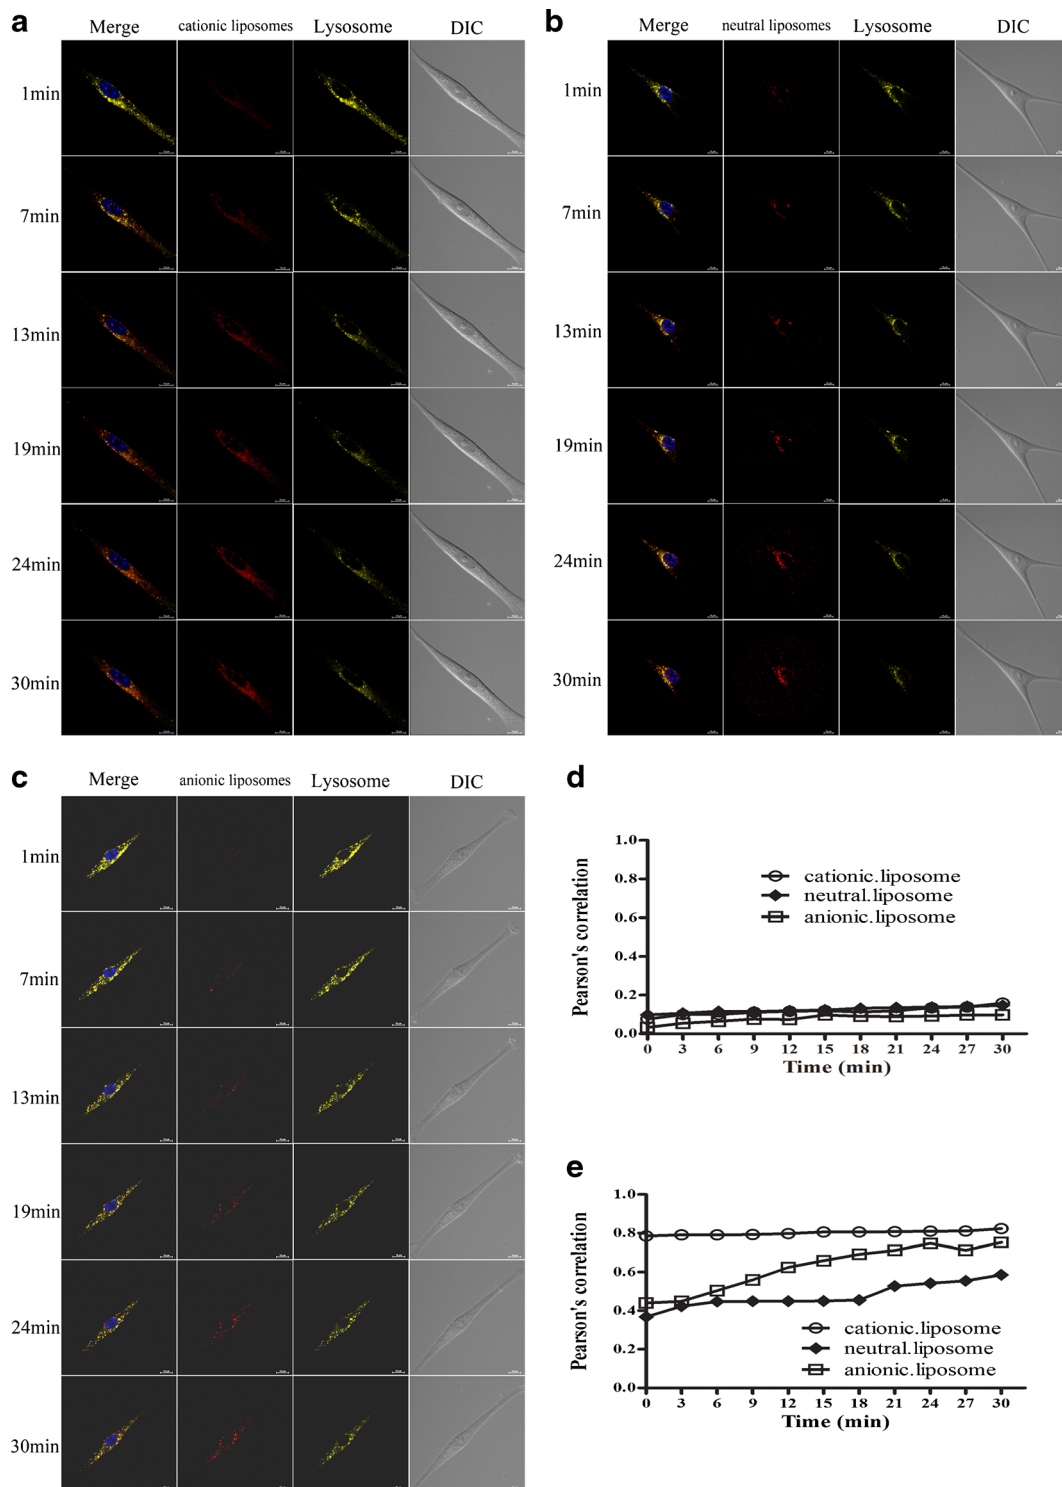 a
Merge cationic liposomes Lysosome DIC
1min
7min
13min
19min
24min
30min
b
Merge neutral liposomes Lysosome DIC
1min
7min
13min
19min
24min
30min
c
Merge anionic liposomes Lysosome DIC
1min
7min
13min
19min
24min
30min
d
Pearson's correlation
1.0
0.8
0.6
0.4
0.2
0.0
cationic.liposome
neutral.liposome
anionic.liposome
0 3 6 9 12 15 18 21 24 27 30
Time (min)
e
Pearson's correlation
1.0
0.8
0.6
0.4
0.2
0.0
cationic.liposome
neutral.liposome
anionic.liposome
0 3 6 9 12 15 18 21 24 27 30
Time (min)